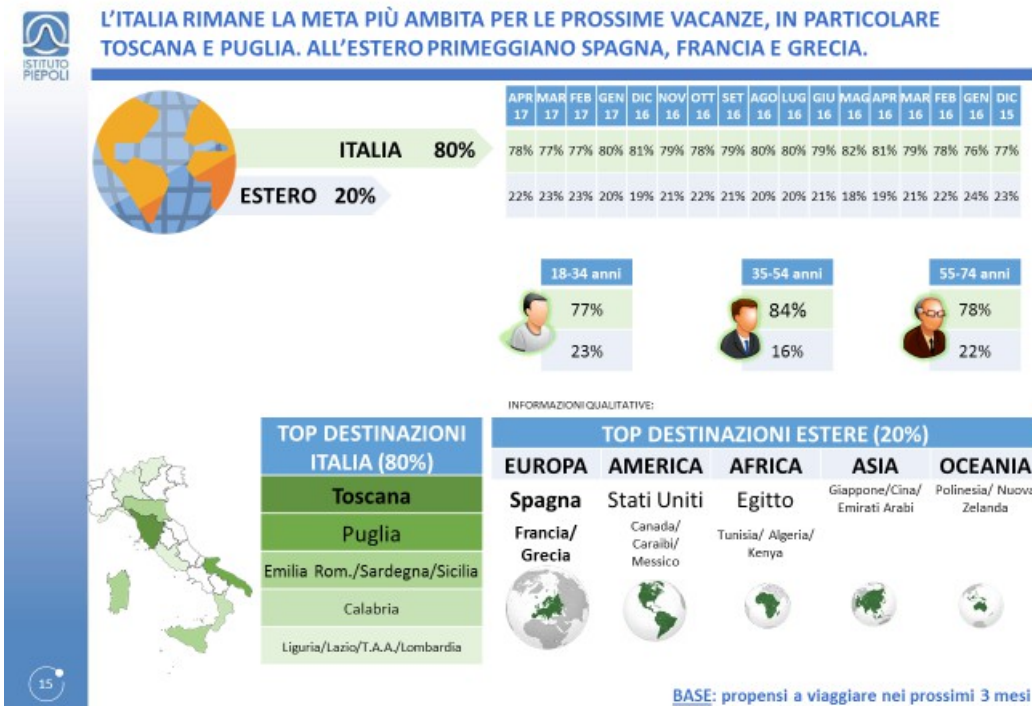 ISTITUTO
PIEPOLI
L'ITALIA RIMANE LA META PIÙ AMBITA PER LE PROSSIME VACANZE, IN PARTICOLARE
TOSCANA E PUGLIA. ALL'ESTERO PRIMEGGIANO SPAGNA, FRANCIA E GRECIA.
APR MAR FEB GEN DIC NOV OTT SET AGO LUG GIU MAG APR MAR FEB GEN DIC
17 17 17 17 16 16 16 16 16 16 16 16 16 16 16 16 15
ITALIA 80% 78% 77% 77% 80% 81% 79% 78% 79% 80% 80% 79% 82% 81% 79% 78% 76% 77%
ESTERO 20% 22% 23% 23% 20% 19% 21% 22% 21% 20% 20% 21% 18% 19% 21% 22% 24% 23%
18-34 anni 35-54 anni 55-74 anni
77% 84% 78%
23% 16% 22%
INFORMAZIONI QUALITATIVE:
TOP DESTINAZIONI
ITALIA (80%)
Toscana
Puglia
Emilia Rom./Sardegna/Sicilia
Calabria
Liguria/Lazio/T.A.A./Lombardia
TOP DESTINAZIONI ESTERE (20%)
EUROPA AMERICA AFRICA ASIA OCEANIA
Spagna
Francia/
Grecia
Stati Uniti
Canada/
Caraibi/
Messico
Egitto
Tunisia/ Algeria/
Kenya
Giappone/Cina/
Emirati Arabi
Polinesia/ Nuova
Zelanda
15
BASE: propensi a viaggiare nei prossimi 3 mesi